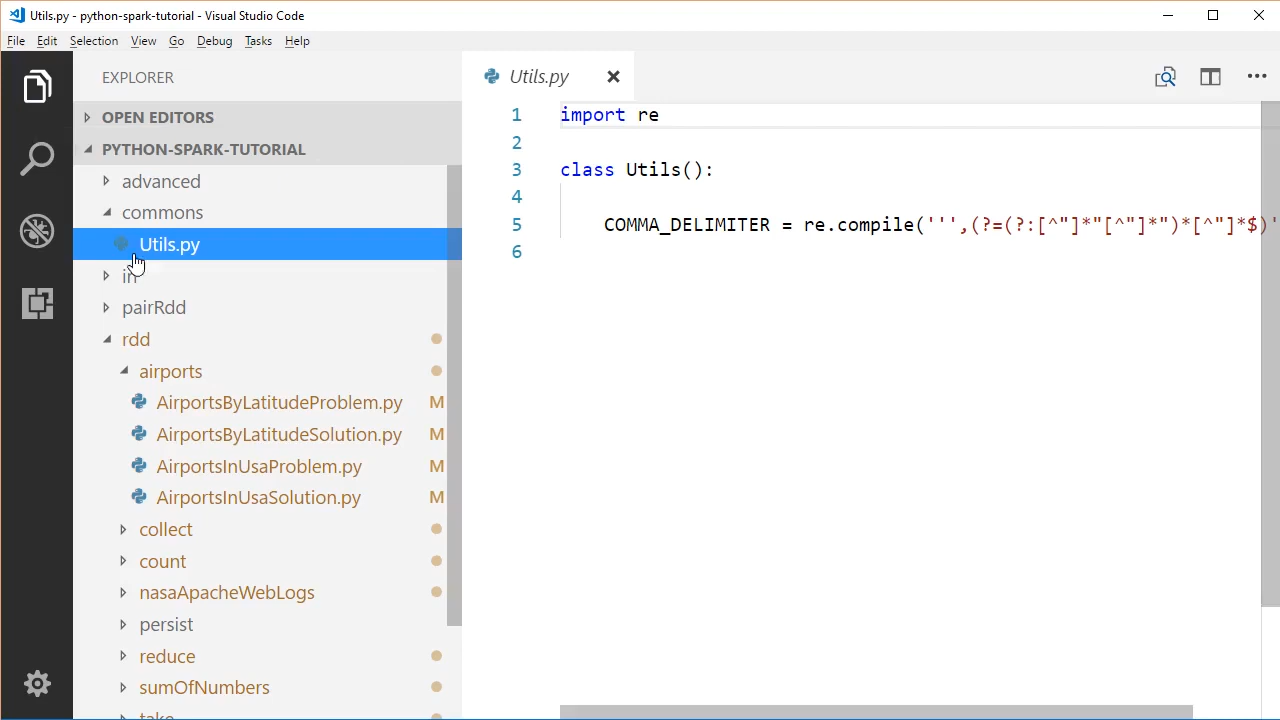 Utils.py - python-spark-tutorial - Visual Studio Code
File Edit Selection View Go Debug Tasks Help
EXPLORER
OPEN EDITORS
PYTHON-SPARK-TUTORIAL
advanced
commons
Utils.py
in
pairRdd
rdd
airports
AirportsByLatitudeProblem.py M
AirportsByLatitudeSolution.py M
AirportsInUsaProblem.py M
AirportsInUsaSolution.py M
collect
count
nasaApacheWebLogs
persist
reduce
sumOfNumbers
take
Utils.py
1 import re
2
3 class Utils():
4
5 COMMA_DELIMITER = re.compile(''',(?=(?:[^"]*"[^"]*")*[^"]*$)'
6